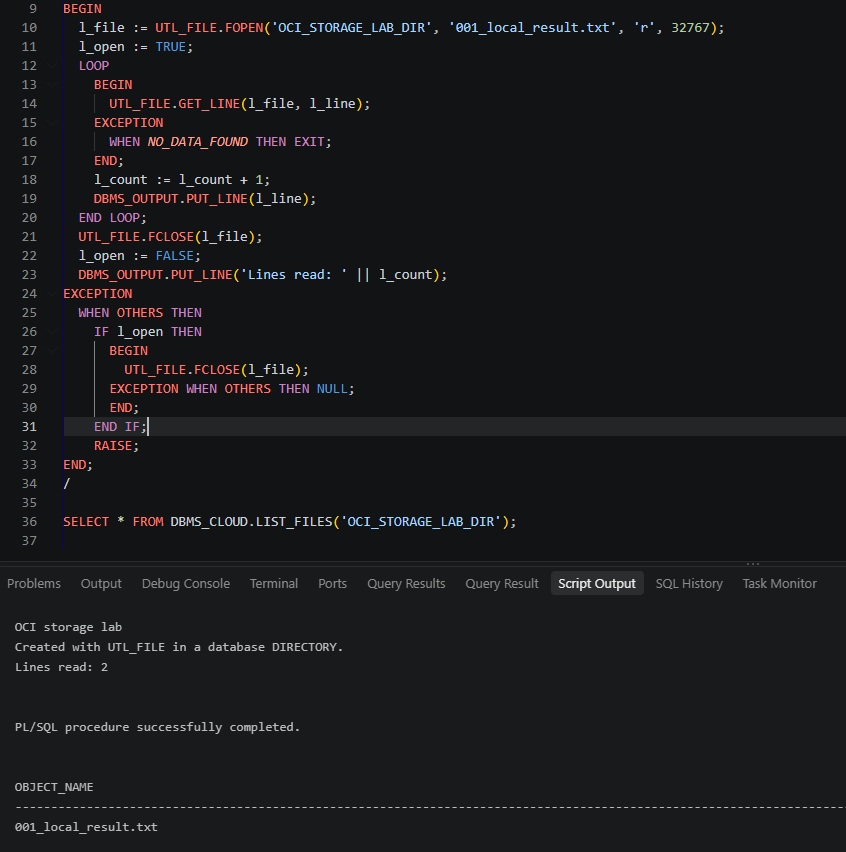 9 BEGIN
10 l_file := UTL_FILE.FOPEN('OCI_STORAGE_LAB_DIR', '001_local_result.txt', 'r', 32767);
11 l_open := TRUE;
12 LOOP
13 BEGIN
14 UTL_FILE.GET_LINE(l_file, l_line);
15 EXCEPTION
16 WHEN NO_DATA_FOUND THEN EXIT;
17 END;
18 l_count := l_count + 1;
19 DBMS_OUTPUT.PUT_LINE(l_line);
20 END LOOP;
21 UTL_FILE.FCLOSE(l_file);
22 l_open := FALSE;
23 DBMS_OUTPUT.PUT_LINE('Lines read: ' || l_count);
24 EXCEPTION
25 WHEN OTHERS THEN
26 IF l_open THEN
27 BEGIN
28 UTL_FILE.FCLOSE(l_file);
29 EXCEPTION WHEN OTHERS THEN NULL;
30 END;
31 END IF;
32 RAISE;
33 END;
34 /
35
36 SELECT * FROM DBMS_CLOUD.LIST_FILES('OCI_STORAGE_LAB_DIR');
37
Problems Output Debug Console Terminal Ports Query Results Query Result Script Output SQL History Task Monitor
OCI storage lab
Created with UTL_FILE in a database DIRECTORY.
Lines read: 2
PL/SQL procedure successfully completed.
OBJECT_NAME
--------------------------------------------------------------------------------------------------------
001_local_result.txt